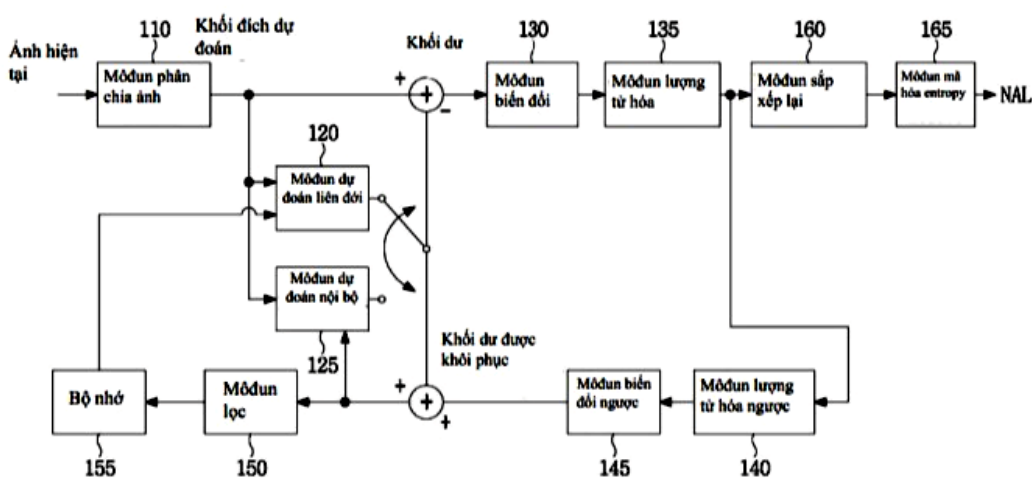 110
Khối đích dự
đoán
Khối dư
130
135
160
165
Ảnh hiện
tại
Môđun phân
chia ảnh
+
+
-
Môđun
biến đổi
Môđun lượng
tử hóa
Môđun sắp
xếp lại
Môđun mã
hóa entropy
NAL
120
Môđun dự
đoán liên đới
Môđun dự
đoán nội bộ
125
Khối dư được
khôi phục
Bộ nhớ
Môđun
lọc
+
+
+
Môđun biến
đổi ngược
Môđun lượng
tử hóa ngược
155
150
145
140